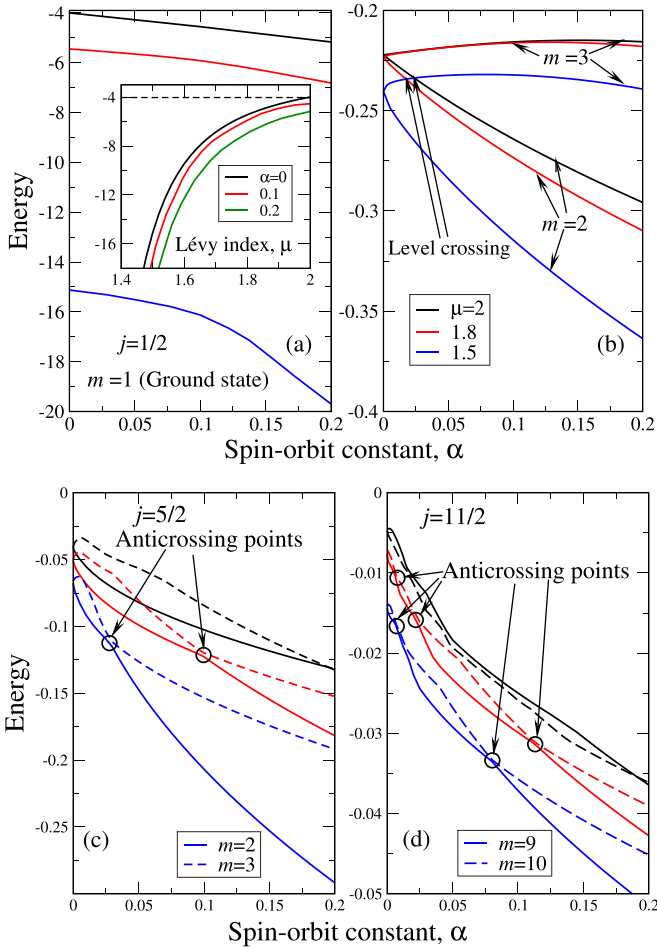 -4
-6
-8
-10
-12
-14
-16
-18
-20
Energy
-4
-8
-12
-16
1.4
1.6
1.8
2
α=0
0.1
0.2
Lévy index, μ
j=1/2
(a)
m =1 (Ground state)
0
0.05
0.1
0.15
0.2
-0.2
-0.25
-0.3
-0.35
-0.4
m=3
m=2
Level crossing
μ=2
1.8
1.5
(b)
0
0.05
0.1
0.15
0.2
Spin-orbit constant, α
0
-0.05
-0.1
-0.15
-0.2
-0.25
Energy
j=5/2
Anticrossing points
(c)
m=2
m=3
0
0.05
0.1
0.15
0.2
0
-0.01
-0.02
-0.03
-0.04
-0.05
j=11/2
Anticrossing points
(d)
m=9
m=10
0
0.05
0.1
0.15
0.2
Spin-orbit constant, α